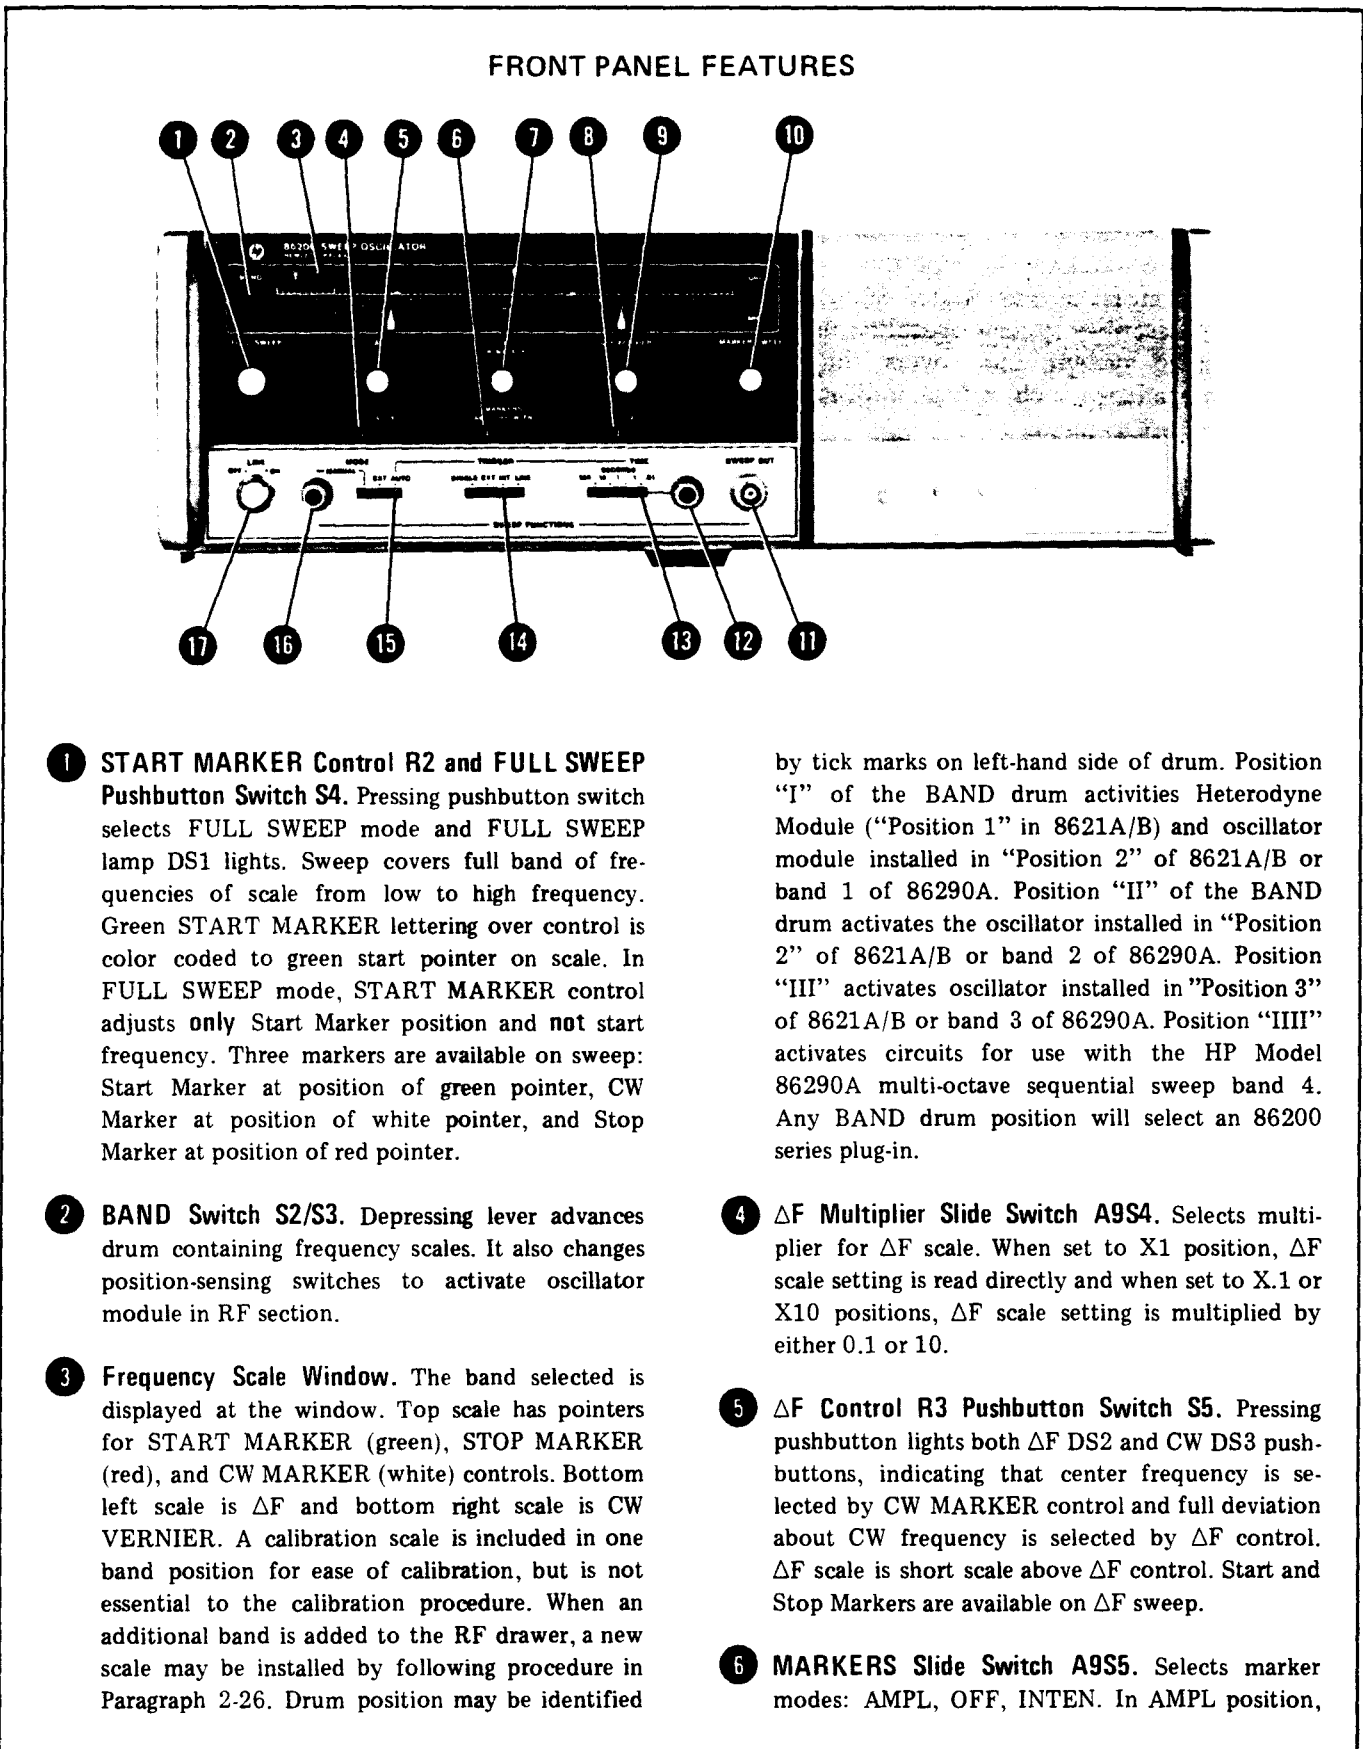 FRONT PANEL FEATURES
1 2 3 4 5 6 7 8 9 10
SWEEP OSCILLATOR
SWEEP
MARKERS
LINE
OFF ON
MODE
MANUAL
EXT AUTO
TRIGGER
SINGLE EXT INT LINE
TIME
SECONDS
SWEEP OUT
SWEEP FUNCTIONS
17 16 15 14 13 12 11
1 START MARKER Control R2 and FULL SWEEP
Pushbutton Switch S4. Pressing pushbutton switch
selects FULL SWEEP mode and FULL SWEEP
lamp DS1 lights. Sweep covers full band of fre-
quencies of scale from low to high frequency.
Green START MARKER lettering over control is
color coded to green start pointer on scale. In
FULL SWEEP mode, START MARKER control
adjusts only Start Marker position and not start
frequency. Three markers are available on sweep:
Start Marker at position of green pointer, CW
Marker at position of white pointer, and Stop
Marker at position of red pointer.
2 BAND Switch S2/S3. Depressing lever advances
drum containing frequency scales. It also changes
position-sensing switches to activate oscillator
module in RF section.
3 Frequency Scale Window. The band selected is
displayed at the window. Top scale has pointers
for START MARKER (green), STOP MARKER
(red), and CW MARKER (white) controls. Bottom
left scale is ΔF and bottom right scale is CW
VERNIER. A calibration scale is included in one
band position for ease of calibration, but is not
essential to the calibration procedure. When an
additional band is added to the RF drawer, a new
scale may be installed by following procedure in
Paragraph 2-26. Drum position may be identified
by tick marks on left-hand side of drum. Position
“I” of the BAND drum activities Heterodyne
Module (“Position 1” in 8621A/B) and oscillator
module installed in “Position 2” of 8621A/B or
band 1 of 86290A. Position “II” of the BAND
drum activates the oscillator installed in “Position
2” of 8621A/B or band 2 of 86290A. Position
“III” activates oscillator installed in ”Position 3”
of 8621A/B or band 3 of 86290A. Position “IIII”
activates circuits for use with the HP Model
86290A multi-octave sequential sweep band 4.
Any BAND drum position will select an 86200
series plug-in.
4 ΔF Multiplier Slide Switch A9S4. Selects multi-
plier for ΔF scale. When set to X1 position, ΔF
scale setting is read directly and when set to X.1 or
X10 positions, ΔF scale setting is multiplied by
either 0.1 or 10.
5 ΔF Control R3 Pushbutton Switch S5. Pressing
pushbutton lights both ΔF DS2 and CW DS3 push-
buttons, indicating that center frequency is se-
lected by CW MARKER control and full deviation
about CW frequency is selected by ΔF control.
ΔF scale is short scale above ΔF control. Start and
Stop Markers are available on ΔF sweep.
6 MARKERS Slide Switch A9S5. Selects marker
modes: AMPL, OFF, INTEN. In AMPL position,